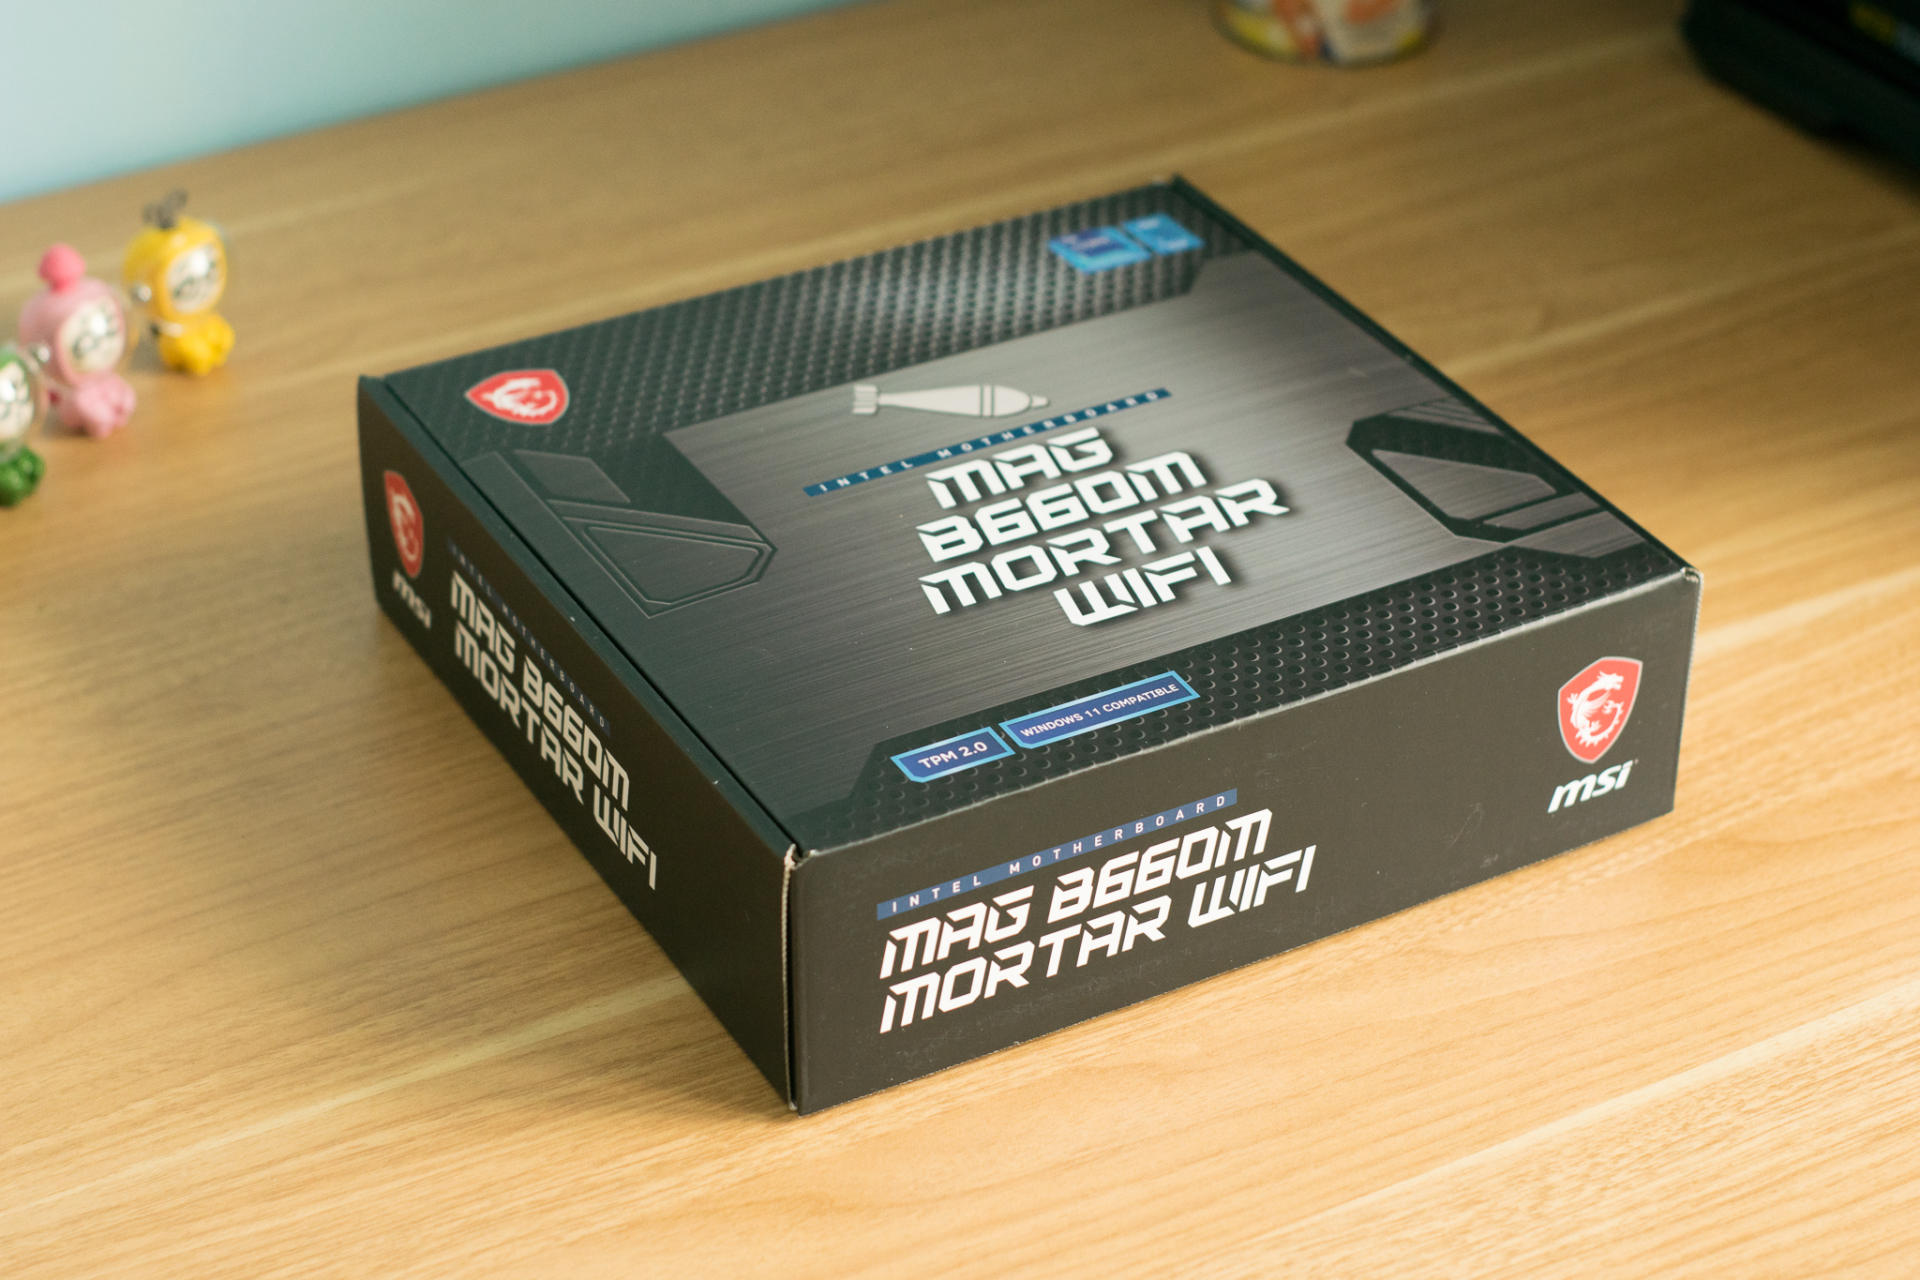 INTEL MOTHERBOARD
MAG
B660M
MORTAR
WIFI
TPM 2.0
WINDOWS 11 COMPATIBLE
msi
INTEL MOTHERBOARD
MAG B660M
MORTAR WIFI
INTEL MOTHERBOARD
MAG B660M
MORTAR WIFI
msi